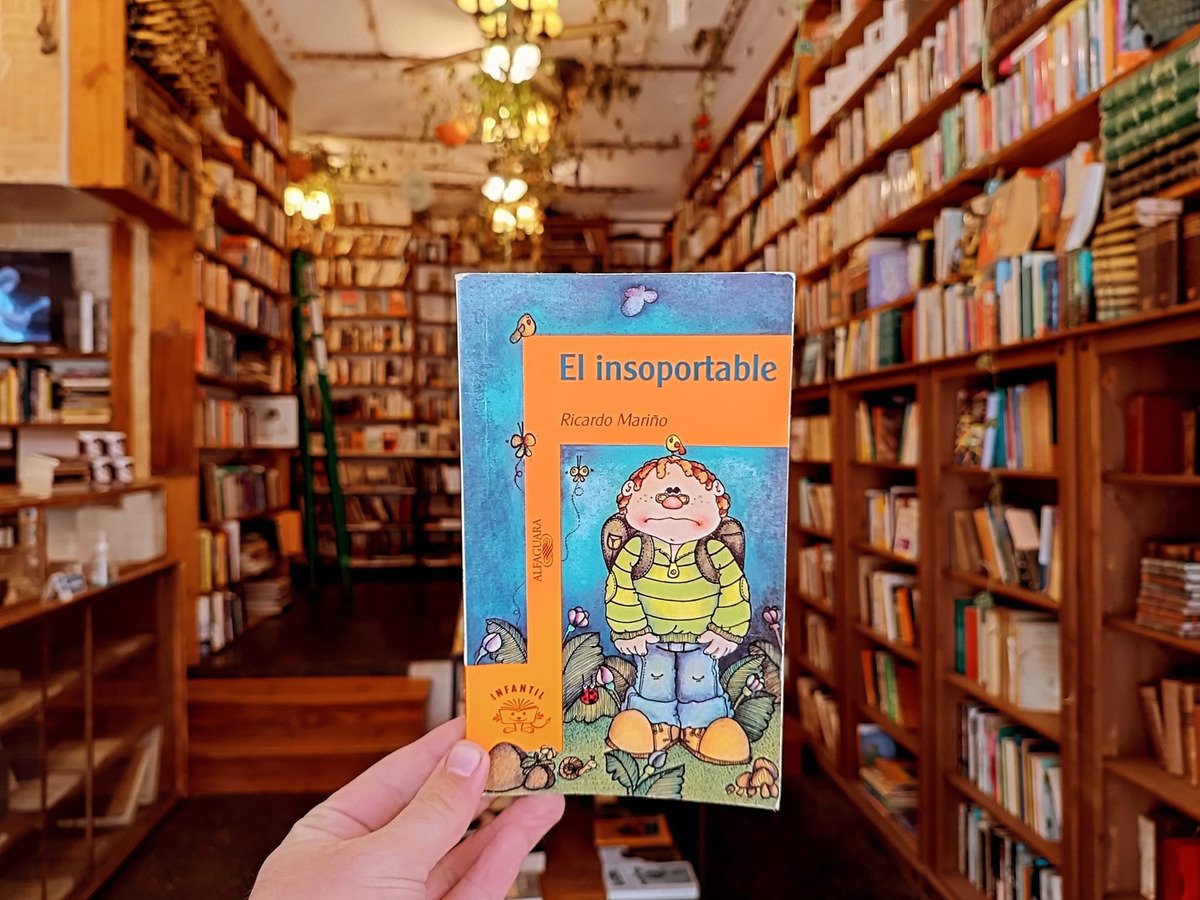 El insoportable
Ricardo Mariño
ALFAGUARA
INFANTIL